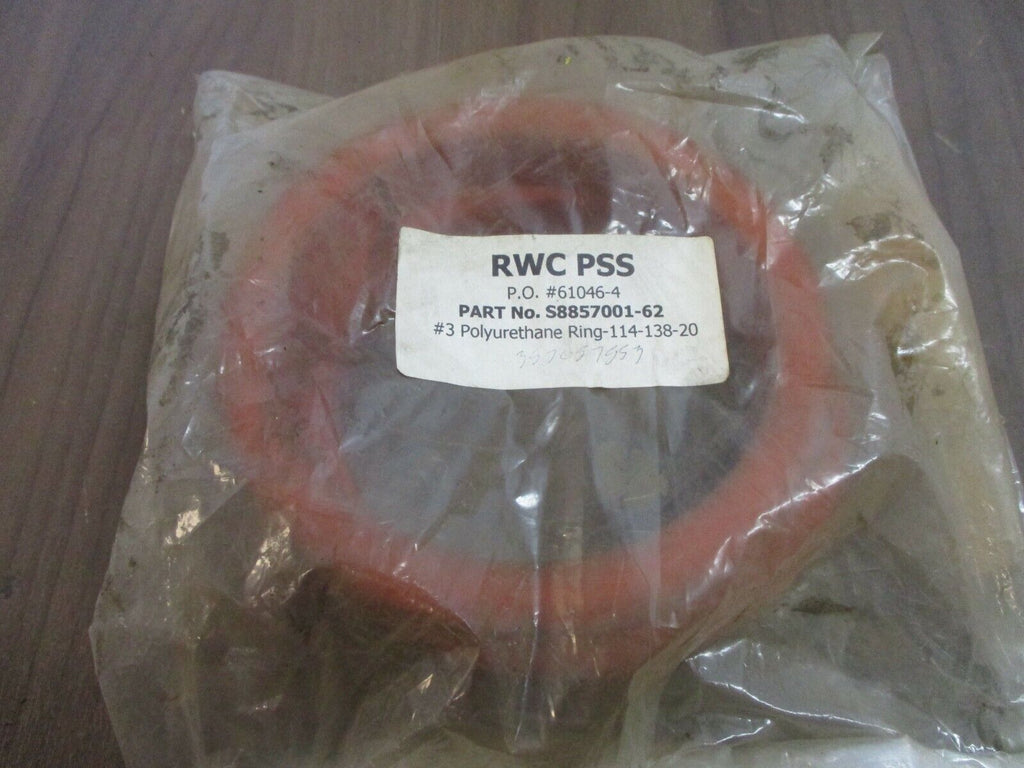 RWC PSS
P.O. #61046-4
PART No. S8857001-62
#3 Polyurethane Ring-114-138-20